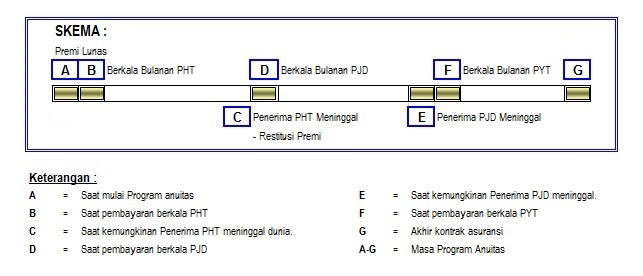 SKEMA :
Premi Lunas
A B Berkala Bulanan PHT D Berkala Bulanan PJD F Berkala Bulanan PYT G
C Penerima PHT Meninggal E Penerima PJD Meninggal
- Restitusi Premi
Keterangan :
A = Saat mulai Program anuitas E = Saat kemungkinan Penerima PJD meninggal.
B = Saat pembayaran berkala PHT F = Saat pembayaran berkala PYT
C = Saat kemungkinan Penerima PHT meninggal dunia. G = Akhir kontrak asuransi
D = Saat pembayaran berkala PJD A-G = Masa Program Anuitas